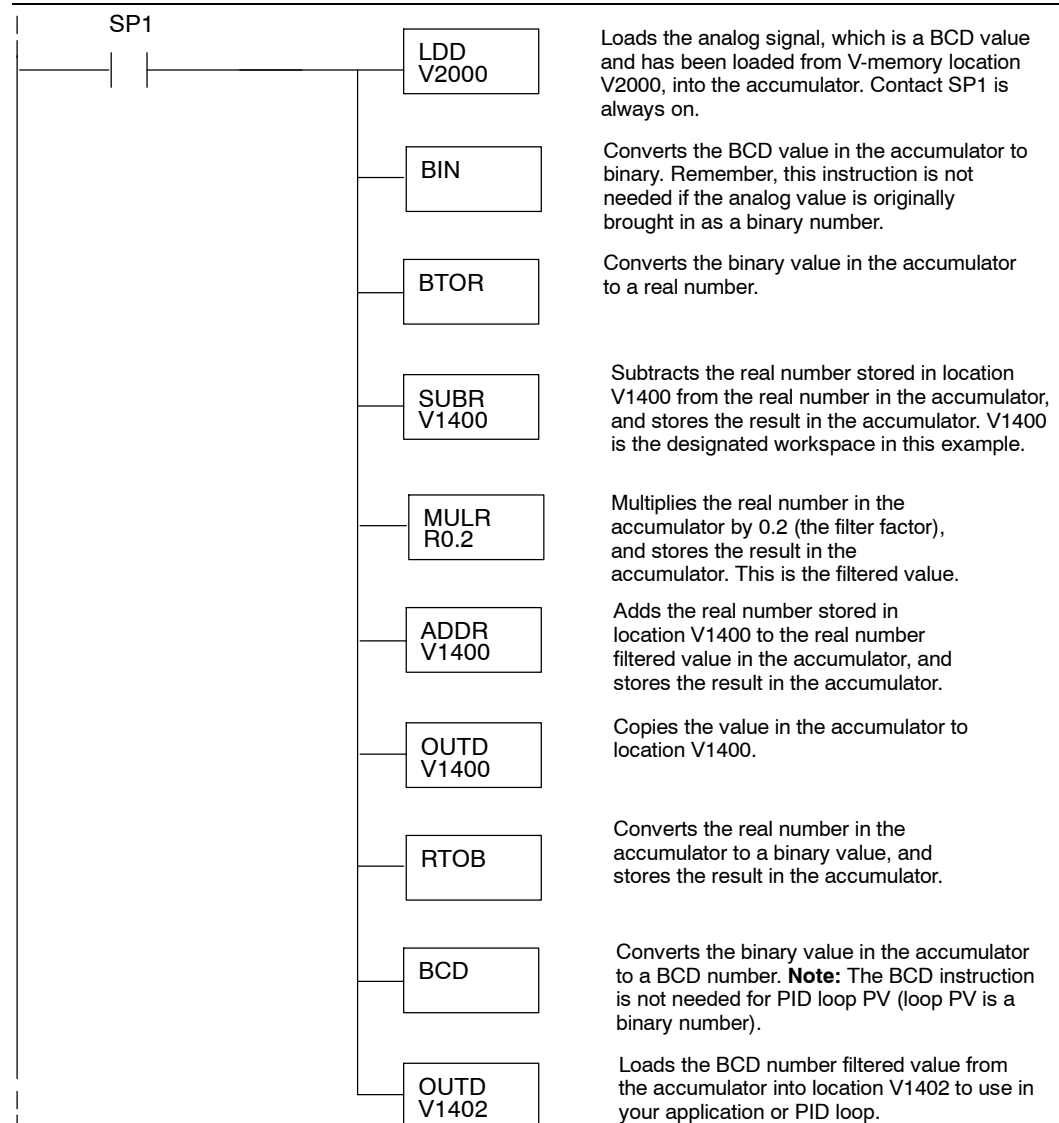 SP1
LDD
V2000
Loads the analog signal, which is a BCD value
and has been loaded from V-memory location
V2000, into the accumulator. Contact SP1 is
always on.
BIN
Converts the BCD value in the accumulator to
binary. Remember, this instruction is not
needed if the analog value is originally
brought in as a binary number.
BTOR
Converts the binary value in the accumulator
to a real number.
SUBR
V1400
Subtracts the real number stored in location
V1400 from the real number in the accumulator,
and stores the result in the accumulator. V1400
is the designated workspace in this example.
MULR
R0.2
Multiplies the real number in the
accumulator by 0.2 (the filter factor),
and stores the result in the
accumulator. This is the filtered value.
ADDR
V1400
Adds the real number stored in
location V1400 to the real number
filtered value in the accumulator, and
stores the result in the accumulator.
OUTD
V1400
Copies the value in the accumulator to
location V1400.
RTOB
Converts the real number in the
accumulator to a binary value, and
stores the result in the accumulator.
BCD
Converts the binary value in the accumulator
to a BCD number. Note: The BCD instruction
is not needed for PID loop PV (loop PV is a
binary number).
OUTD
V1402
Loads the BCD number filtered value from
the accumulator into location V1402 to use in
your application or PID loop.